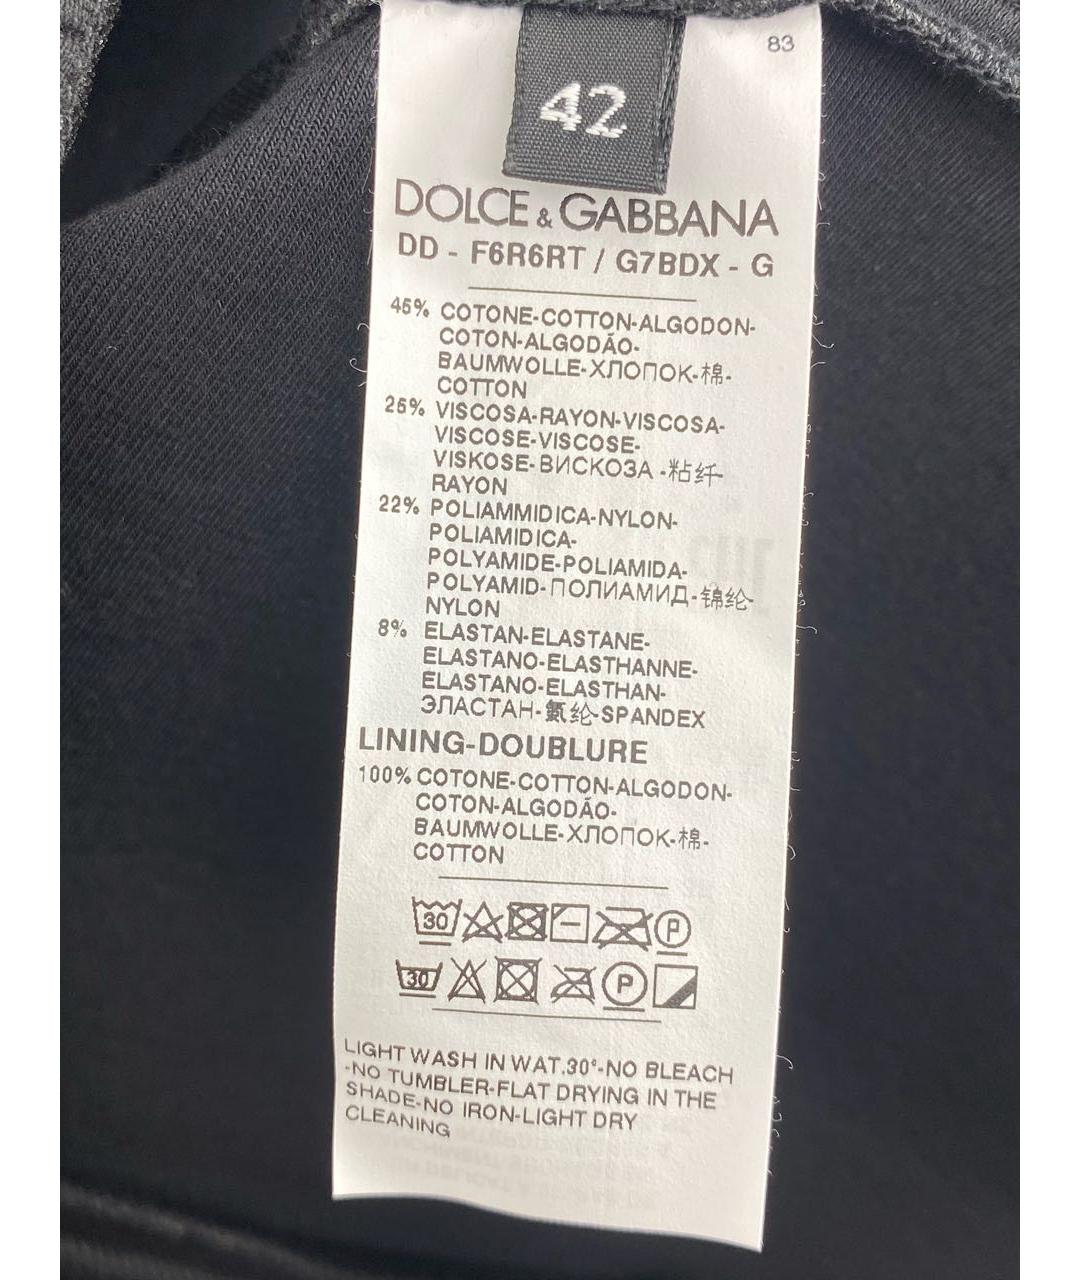 83
42
DOLCE & GABBANA
DD - F6R6RT / G7BDX - G
45% COTONE-COTTON-ALGODON-
COTON-ALGODÃO-
BAUMWOLLE-ХЛОПОК-棉-
COTTON
25% VISCOSA-RAYON-VISCOSA-
VISCOSE-VISCOSE-
VISKOSE-ВИСКОЗА -粘纤-
RAYON
22% POLIAMMIDICA-NYLON-
POLIAMIDICA-
POLYAMIDE-POLIAMIDA-
POLYAMID-ПОЛИАМИД-锦纶-
NYLON
8% ELASTAN-ELASTANE-
ELASTANO-ELASTHANNE-
ELASTANO-ELASTHAN-
ЭЛАСТАН-氨纶-SPANDEX
LINING-DOUBLURE
100% COTONE-COTTON-ALGODON-
COTON-ALGODÃO-
BAUMWOLLE-ХЛОПОК-棉-
COTTON
30 P
30 P
LIGHT WASH IN WAT.30°-NO BLEACH
-NO TUMBLER-FLAT DRYING IN THE
SHADE-NO IRON-LIGHT DRY
CLEANING